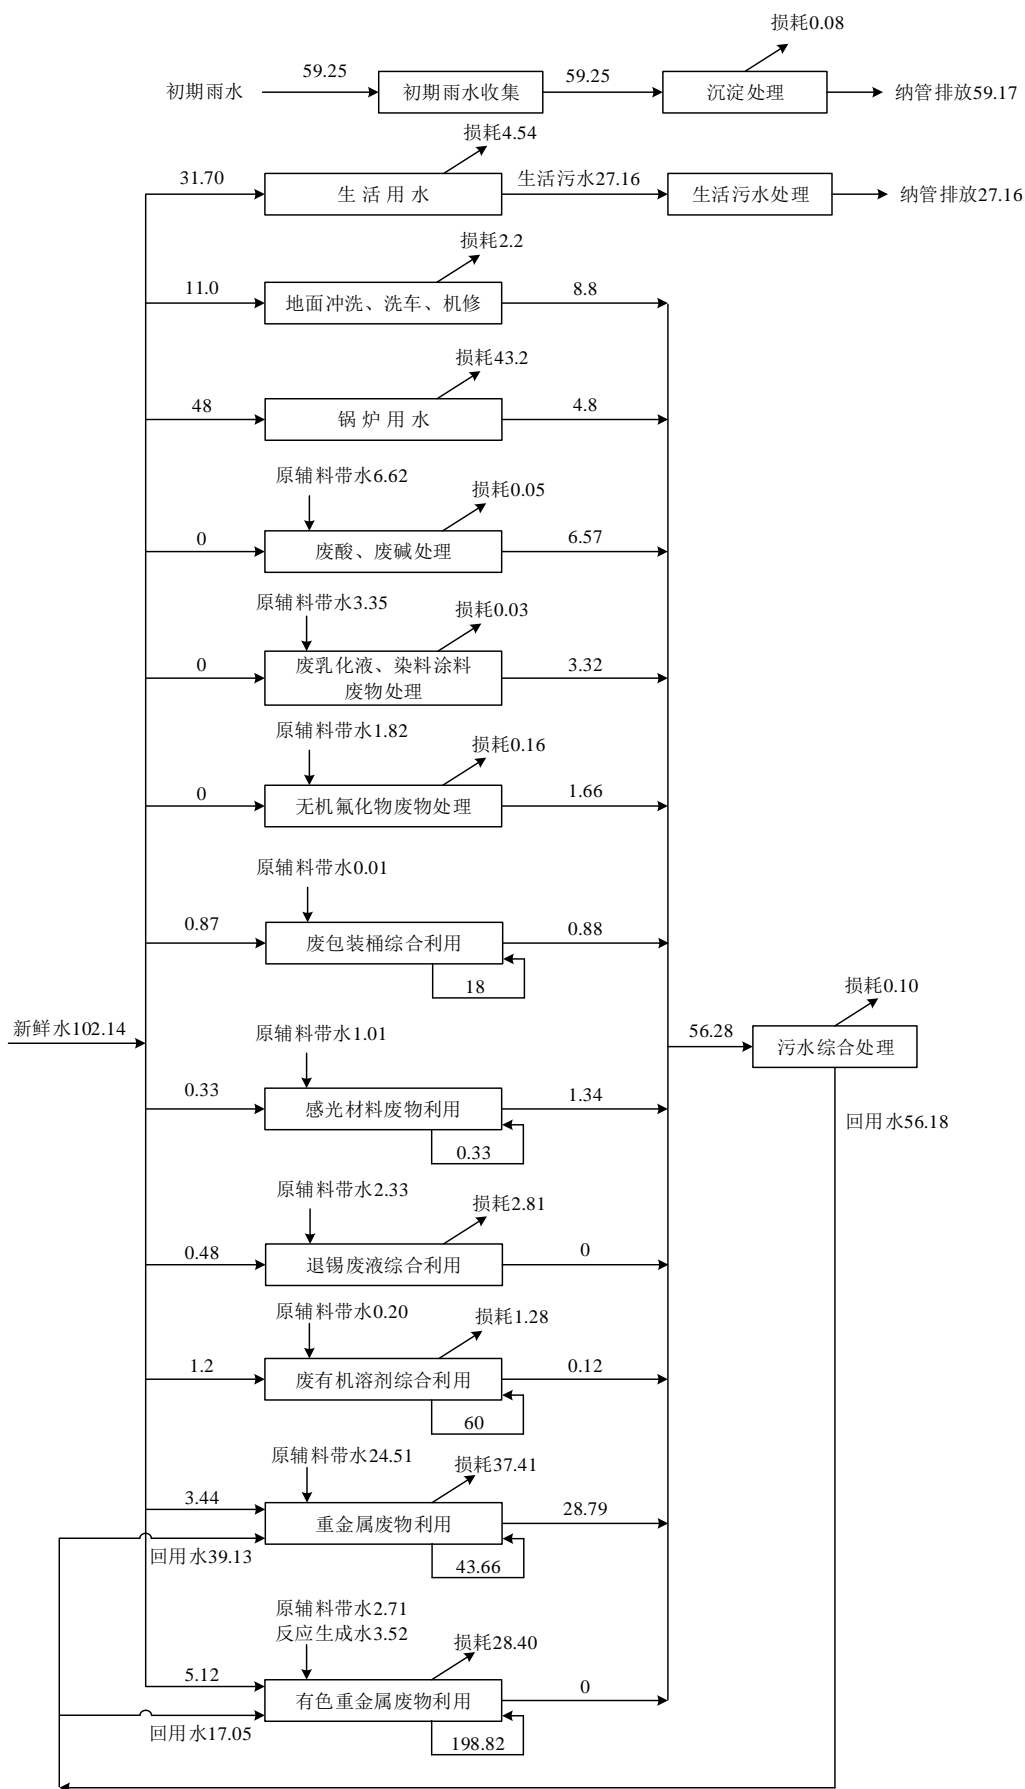 损耗0.08
初期雨水
59.25
初期雨水收集
59.25
沉淀处理
纳管排放59.17
损耗4.54
31.70
生活用水
生活污水27.16
生活污水处理
纳管排放27.16
损耗2.2
11.0
地面冲洗、洗车、机修
8.8
损耗43.2
48
锅炉用水
4.8
原辅料带水6.62
损耗0.05
0
废酸、废碱处理
6.57
原辅料带水3.35
损耗0.03
0
废乳化液、染料涂料
废物处理
3.32
原辅料带水1.82
损耗0.16
0
无机氟化物废物处理
1.66
原辅料带水0.01
0.87
废包装桶综合利用
0.88
18
新鲜水102.14
损耗0.10
56.28
污水综合处理
原辅料带水1.01
0.33
感光材料废物利用
1.34
0.33
回用水56.18
原辅料带水2.33
损耗2.81
0.48
退锡废液综合利用
0
原辅料带水0.20
损耗1.28
1.2
废有机溶剂综合利用
0.12
60
原辅料带水24.51
损耗37.41
3.44
重金属废物利用
28.79
回用水39.13
43.66
原辅料带水2.71
反应生成水3.52
损耗28.40
5.12
有色重金属废物利用
0
回用水17.05
198.82